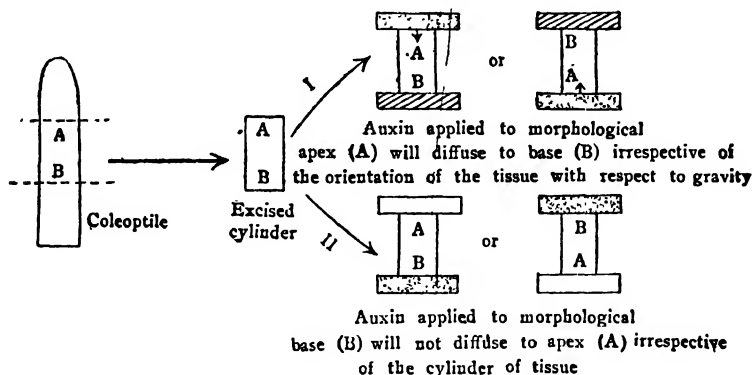 A
B
Coleoptile
A
B
Excised
cylinder
I
II
A
B
or
B
A
Auxin applied to morphological
apex (A) will diffuse to base (B) irrespective of
the orientation of the tissue with respect to gravity
A
B
or
B
A
Auxin applied to morphological
base (B) will not diffuse to apex (A) irrespective
of the cylinder of tissue